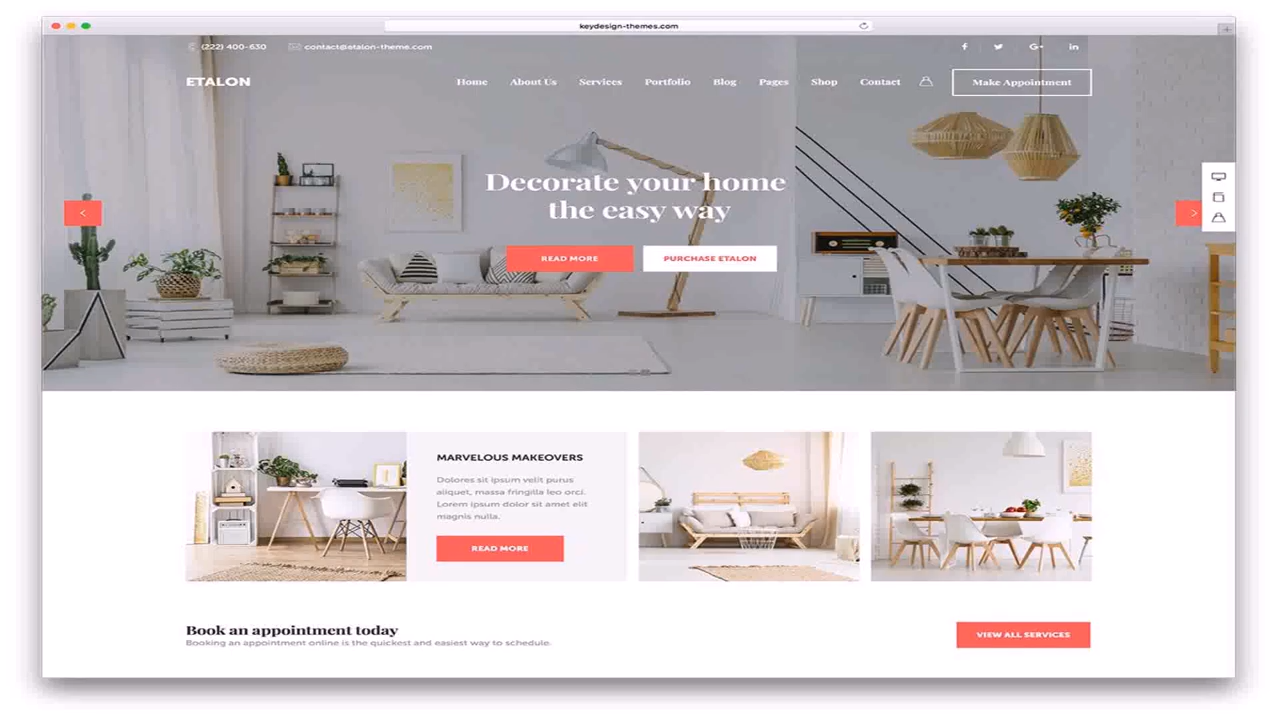 keydesign-themes.com
(222) 400-630 contact@etalon-theme.com
ETALON Home About Us Services Portfolio Blog Pages Shop Contact Make Appointment
Decorate your home
the easy way
READ MORE PURCHASE ETALON
MARVELOUS MAKEOVERS
Dolores sit ipsum velit purus
aliquet, massa fringilla leo orci.
Lorem ipsum dolor sit amet elit
magnis nulla.
READ MORE
Book an appointment today
Booking an appointment online is the quickest and easiest way to schedule.
VIEW ALL SERVICES